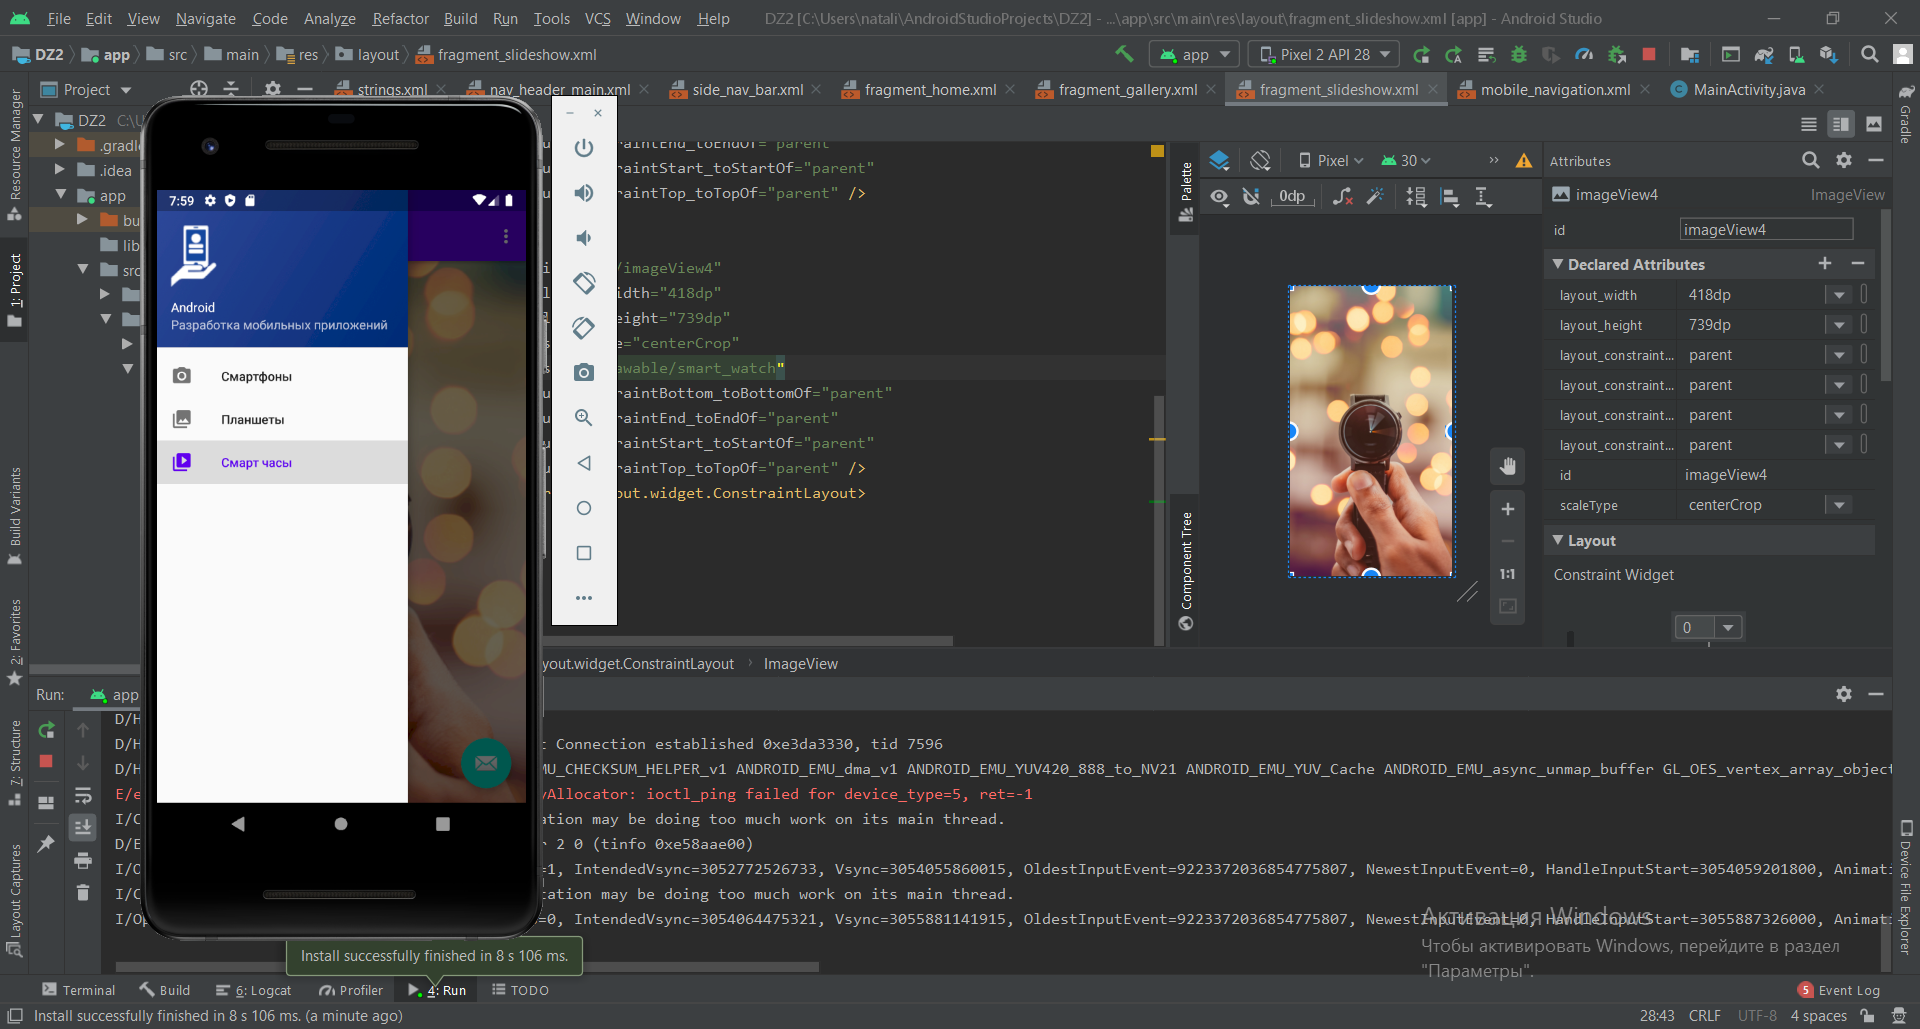 File Edit View Navigate Code Analyze Refactor Build Run Tools VCS Window Help DZ2 [C:\Users\natali\AndroidStudioProjects\DZ2] - ...\app\src\main\res\layout\fragment_slideshow.xml [app] - Android Studio
DZ2 app src main res layout fragment_slideshow.xml app Pixel 2 API 28
Project strings.xml nav_header_main.xml side_nav_bar.xml fragment_home.xml fragment_gallery.xml fragment_slideshow.xml mobile_navigation.xml MainActivity.java
Resource Manager
1: Project
Build Variants
2: Favorites
7: Structure
Layout Captures
DZ2 C:\U
.gradl
.idea
app
bu
lib
src
7:59
Android
Разработка мобильных приложений
Смартфоны
Планшеты
Смарт часы
raintEnd_toEndOf="parent"
raintStart_toStartOf="parent"
raintTop_toTopOf="parent" />
/imageView4"
idth="418dp"
eight="739dp"
e="centerCrop"
awable/smart_watch"
raintBottom_toBottomOf="parent"
raintEnd_toEndOf="parent"
raintStart_toStartOf="parent"
raintTop_toTopOf="parent" />
out.widget.ConstraintLayout>
yout.widget.ConstraintLayout ImageView
Palette
Component Tree
Pixel 30
0dp
1:1
Attributes
imageView4 ImageView
id imageView4
Declared Attributes
layout_width 418dp
layout_height 739dp
layout_constraint... parent
layout_constraint... parent
layout_constraint... parent
layout_constraint... parent
id imageView4
scaleType centerCrop
Layout
Constraint Widget
0
Gradle
Device File Explorer
Run: app
D/H
D/H t Connection established 0xe3da3330, tid 7596
D/H MU_CHECKSUM_HELPER_v1 ANDROID_EMU_dma_v1 ANDROID_EMU_YUV420_888_to_NV21 ANDROID_EMU_YUV_Cache ANDROID_EMU_async_unmap_buffer GL_OES_vertex_array_object
E/e yAllocator: ioctl_ping failed for device_type=5, ret=-1
I/C ation may be doing too much work on its main thread.
D/E r 2 0 (tinfo 0xe58aae00)
I/O =1, IntendedVsync=3052772526733, Vsync=3054055860015, OldestInputEvent=9223372036854775807, NewestInputEvent=0, HandleInputStart=3054059201800, Animati
I/C tation may be doing too much work on its main thread.
I/Op =0, IntendedVsync=3054064475321, Vsync=3055881141915, OldestInputEvent=9223372036854775807, NewestInputEvent=0, HandleInputStart=3055887326000, Animat
Активация Windows
Чтобы активировать Windows, перейдите в раздел
"Параметры".
Install successfully finished in 8 s 106 ms.
Terminal Build 6: Logcat Profiler 4: Run TODO 5 Event Log
Install successfully finished in 8 s 106 ms. (a minute ago) 28:43 CRLF UTF-8 4 spaces